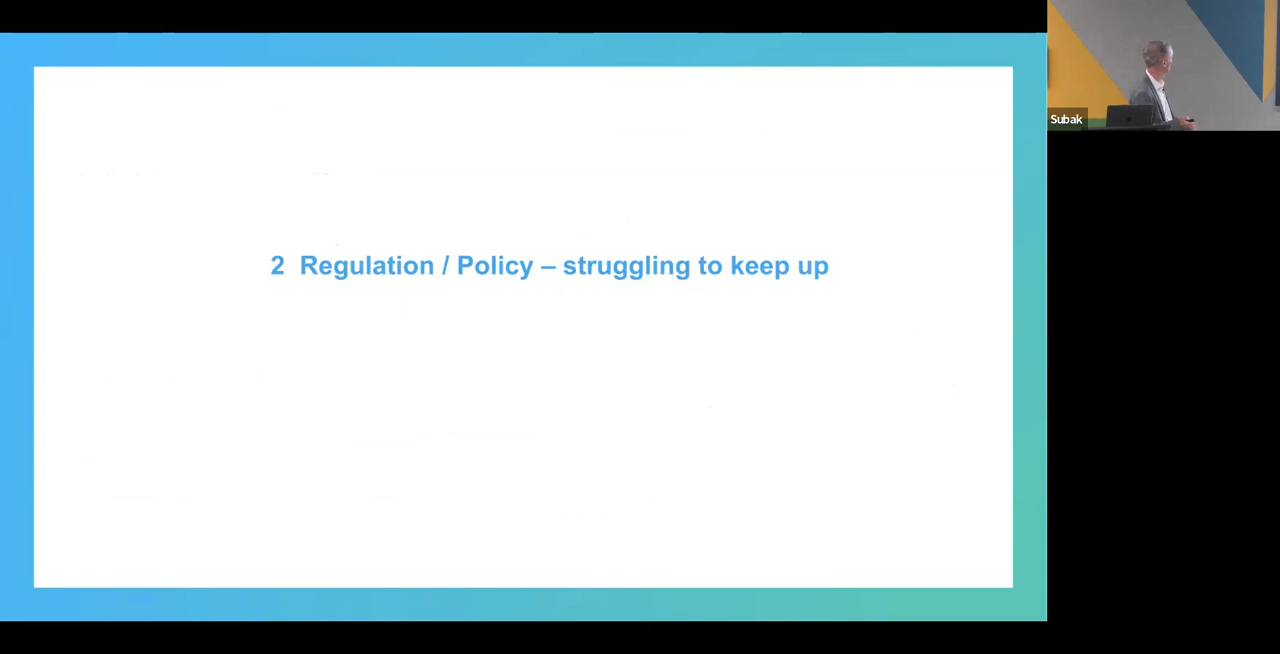 2 Regulation / Policy – struggling to keep up
Subak